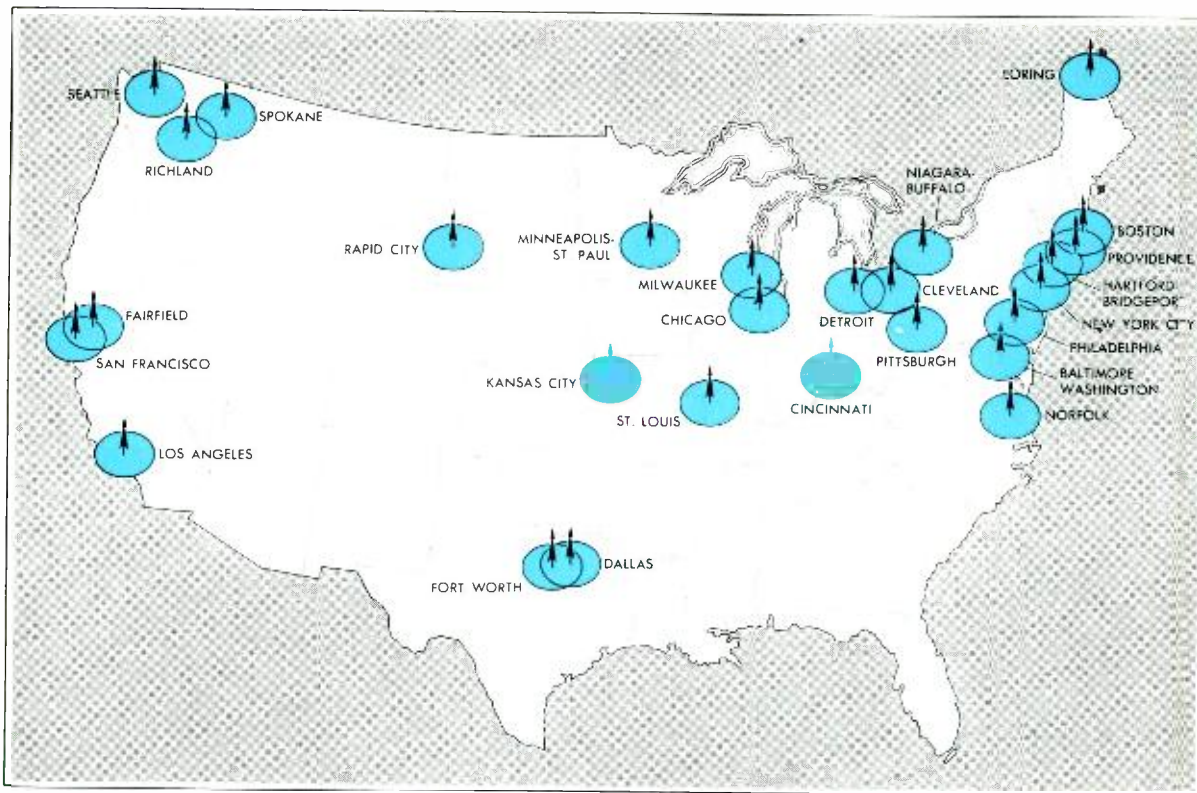 SEATTLE
SPOKANE
RICHLAND
LORING
NIAGARA-
BUFFALO
RAPID CITY
MINNEAPOLIS-
ST. PAUL
BOSTON
PROVIDENCE
MILWAUKEE
CLEVELAND
HARTFORD
BRIDGEPORT
CHICAGO
DETROIT
FAIRFIELD
NEW YORK CITY
SAN FRANCISCO
PITTSBURGH
PHILADELPHIA
KANSAS CITY
BALTIMORE
WASHINGTON
CINCINNATI
ST. LOUIS
NORFOLK
LOS ANGELES
DALLAS
FORT WORTH